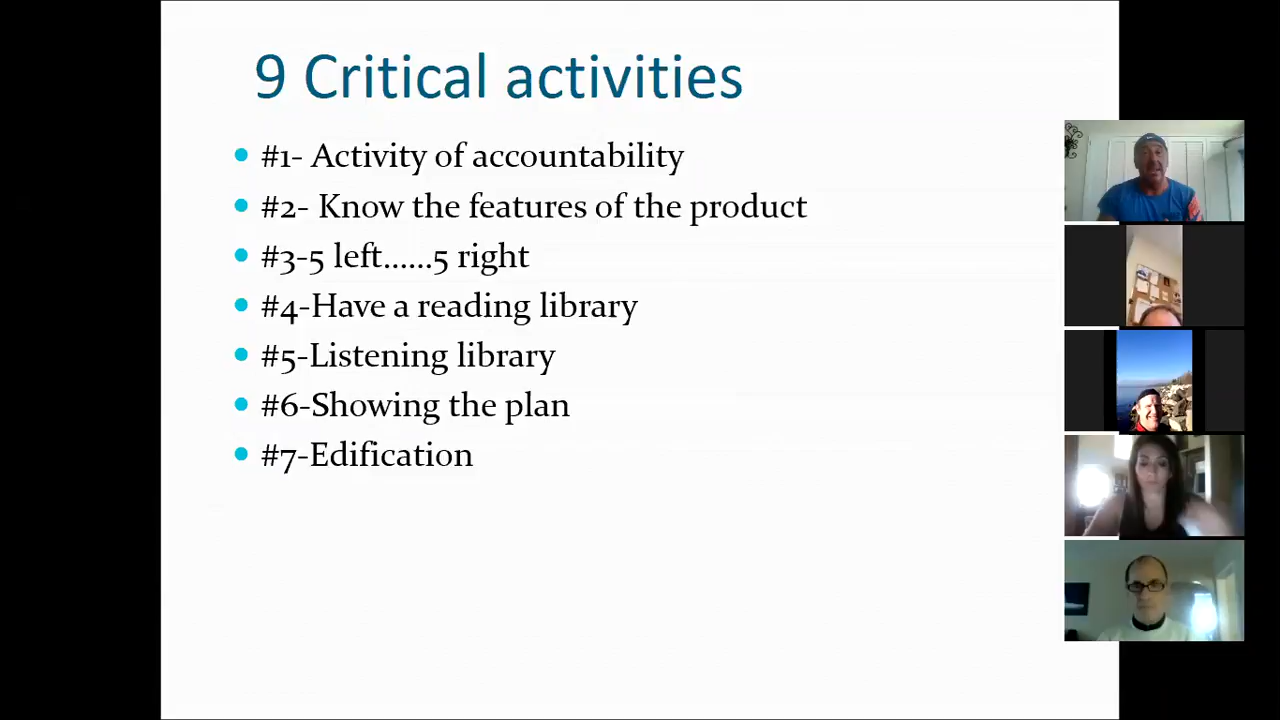 9 Critical activities
#1- Activity of accountability
#2- Know the features of the product
#3-5 left......5 right
#4-Have a reading library
#5-Listening library
#6-Showing the plan
#7-Edification